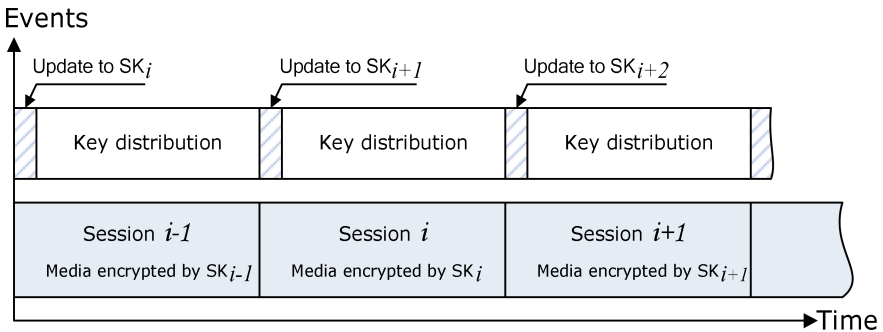 Events
Update to SKi
Update to SKi+1
Update to SKi+2
Key distribution
Key distribution
Key distribution
Session i-1
Media encrypted by SKi-1
Session i
Media encrypted by SKi
Session i+1
Media encrypted by SKi+1
Time